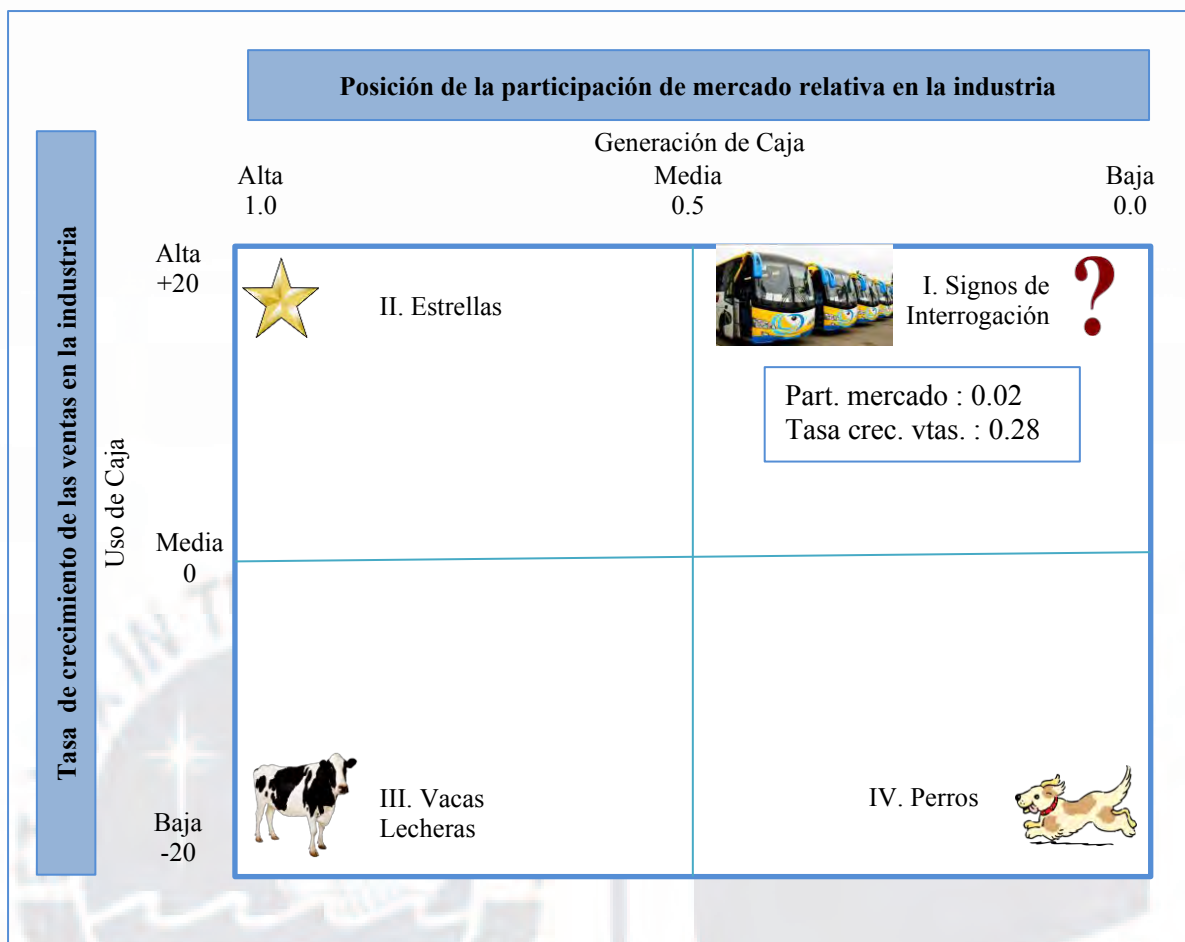 Posición de la participación de mercado relativa en la industria
Generación de Caja
Alta
1.0
Media
0.5
Baja
0.0
Tasa de crecimiento de las ventas en la industria
Uso de Caja
Alta
+20
II. Estrellas
I. Signos de
Interrogación
?
Part. mercado : 0.02
Tasa crec. vtas. : 0.28
Media
0
III. Vacas
Lecheras
IV. Perros
Baja
-20
IN T